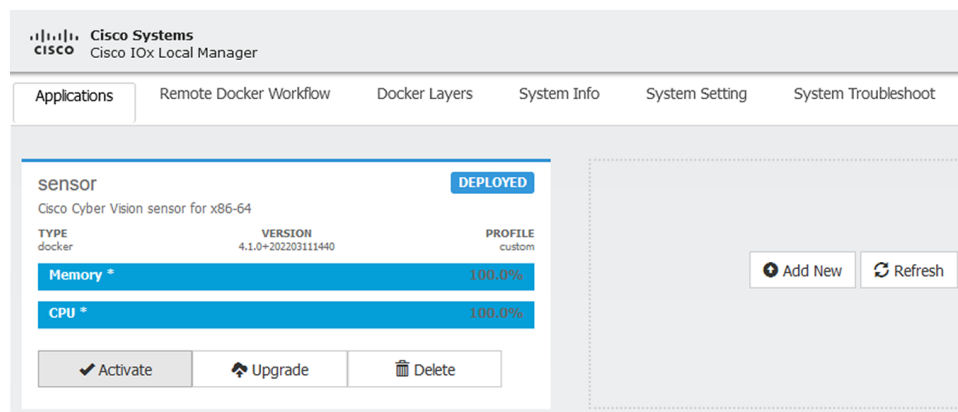 CISCO
Cisco Systems
Cisco IOx Local Manager
Applications Remote Docker Workflow Docker Layers System Info System Setting System Troubleshoot
sensor DEPLOYED
Cisco Cyber Vision sensor for x86-64
TYPE VERSION PROFILE
docker 4.1.0+202203111440 custom
Memory * 100.0%
CPU * 100.0%
Activate Upgrade Delete
Add New Refresh